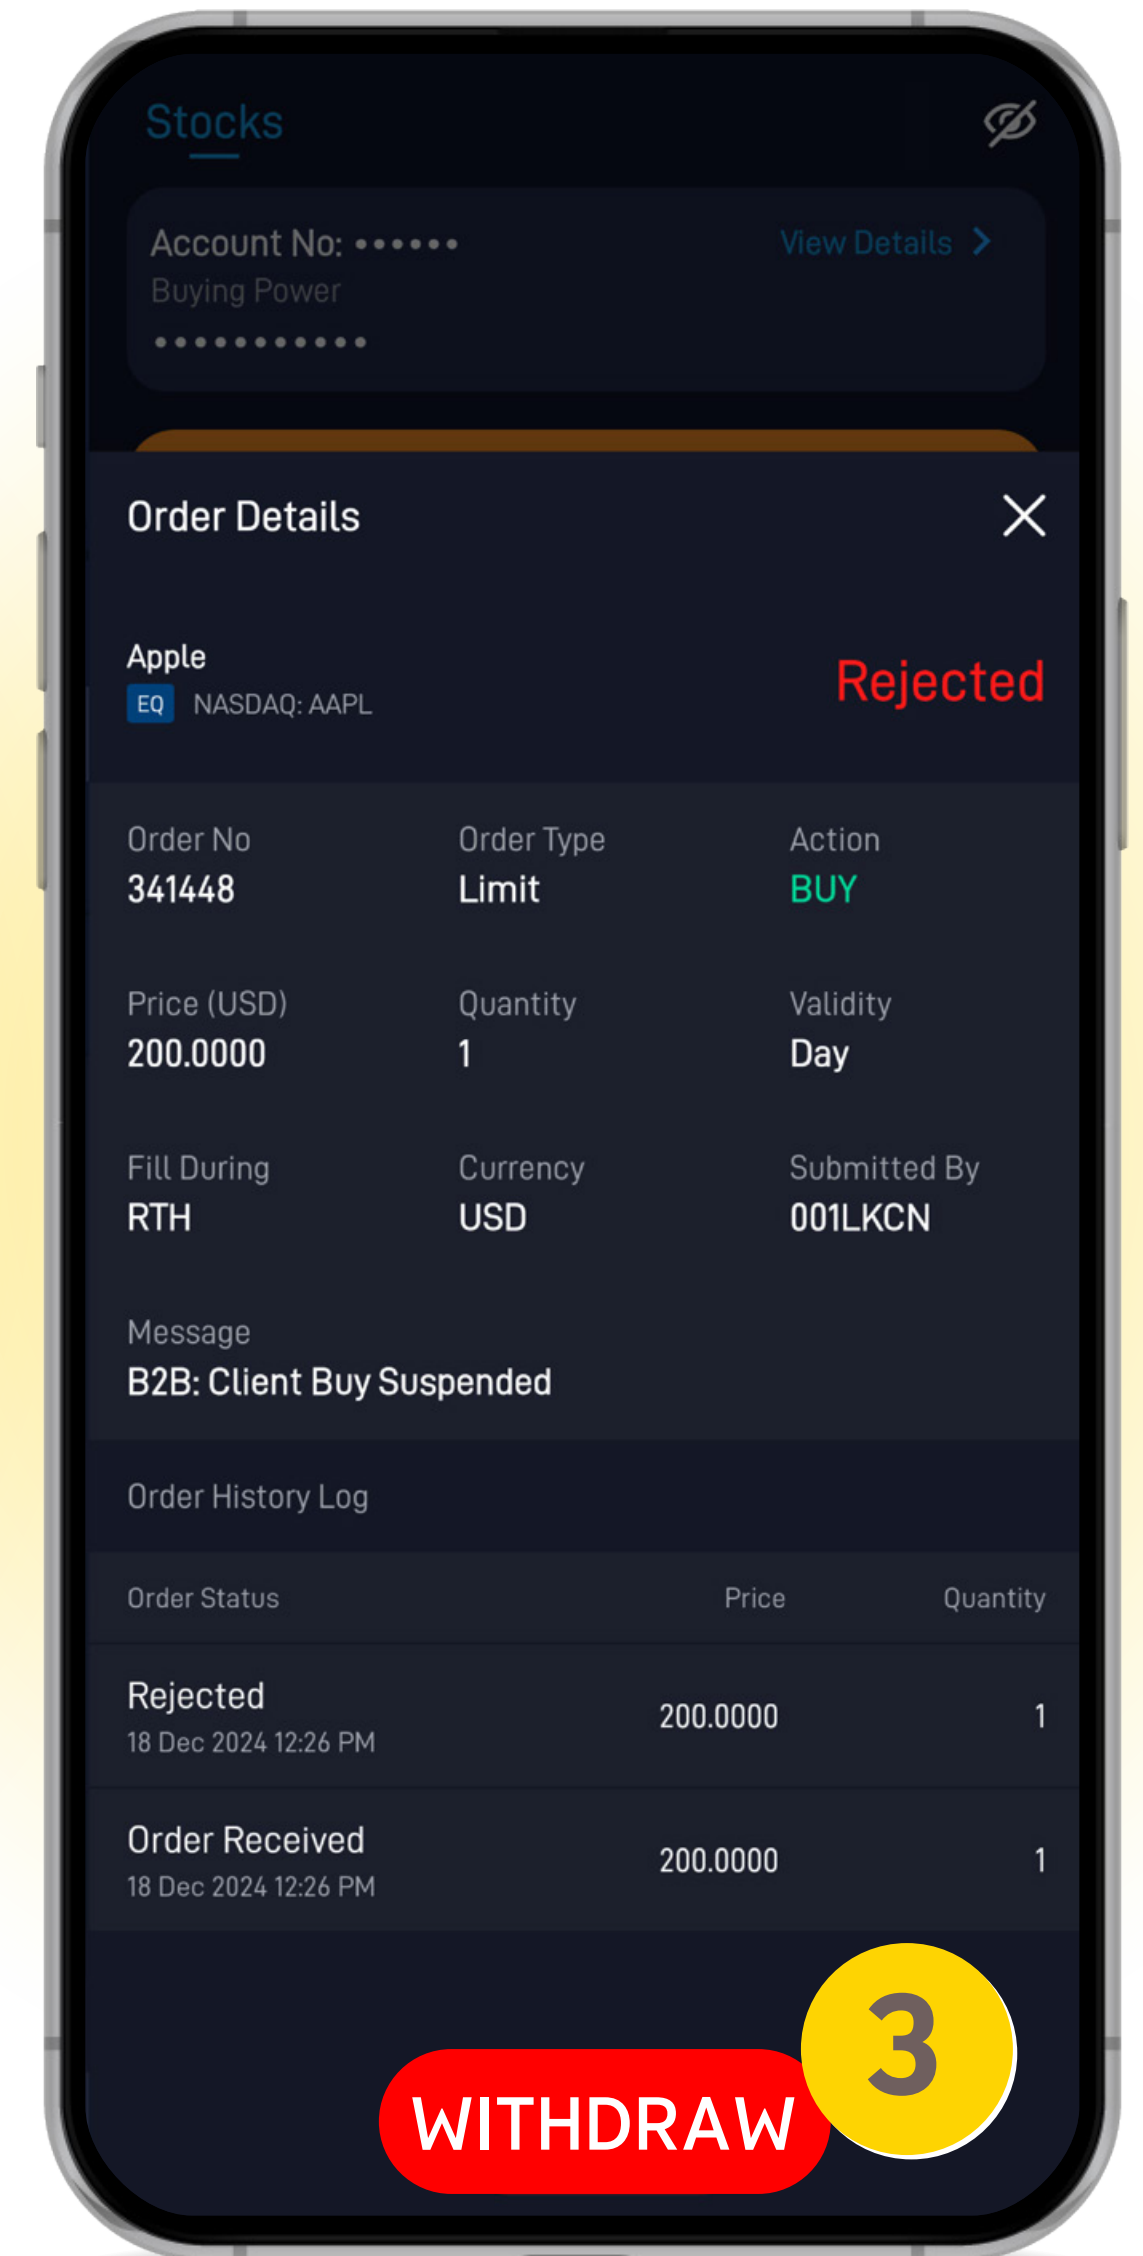 Stocks
Account No: ••••••
View Details >
Buying Power
•••••••••••
Order Details
Apple
EQ NASDAQ: AAPL
Rejected
Order No Order Type Action
341448 Limit BUY
Price (USD) Quantity Validity
200.0000 1 Day
Fill During Currency Submitted By
RTH USD 001LKCN
Message
B2B: Client Buy Suspended
Order History Log
Order Status Price Quantity
Rejected 200.0000 1
18 Dec 2024 12:26 PM
Order Received 200.0000 1
18 Dec 2024 12:26 PM
3
WITHDRAW